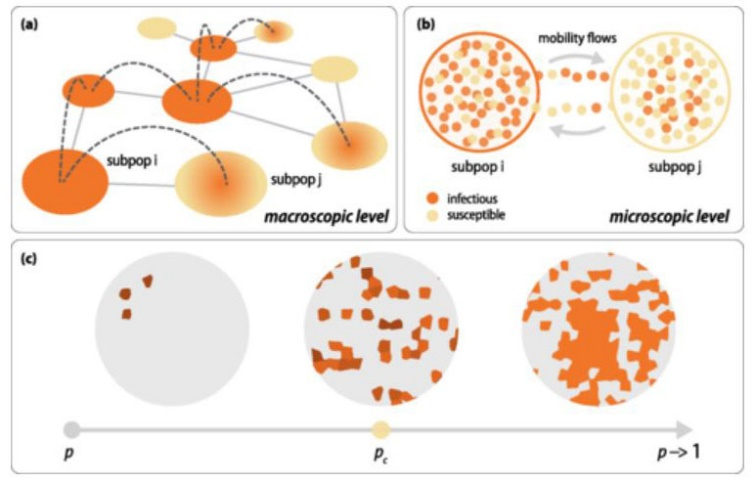 (a)
subpop i
subpop j
macroscopic level
(b)
mobility flows
subpop i
subpop j
infectious
susceptible
microscopic level
(c)
p
pc
p -> 1